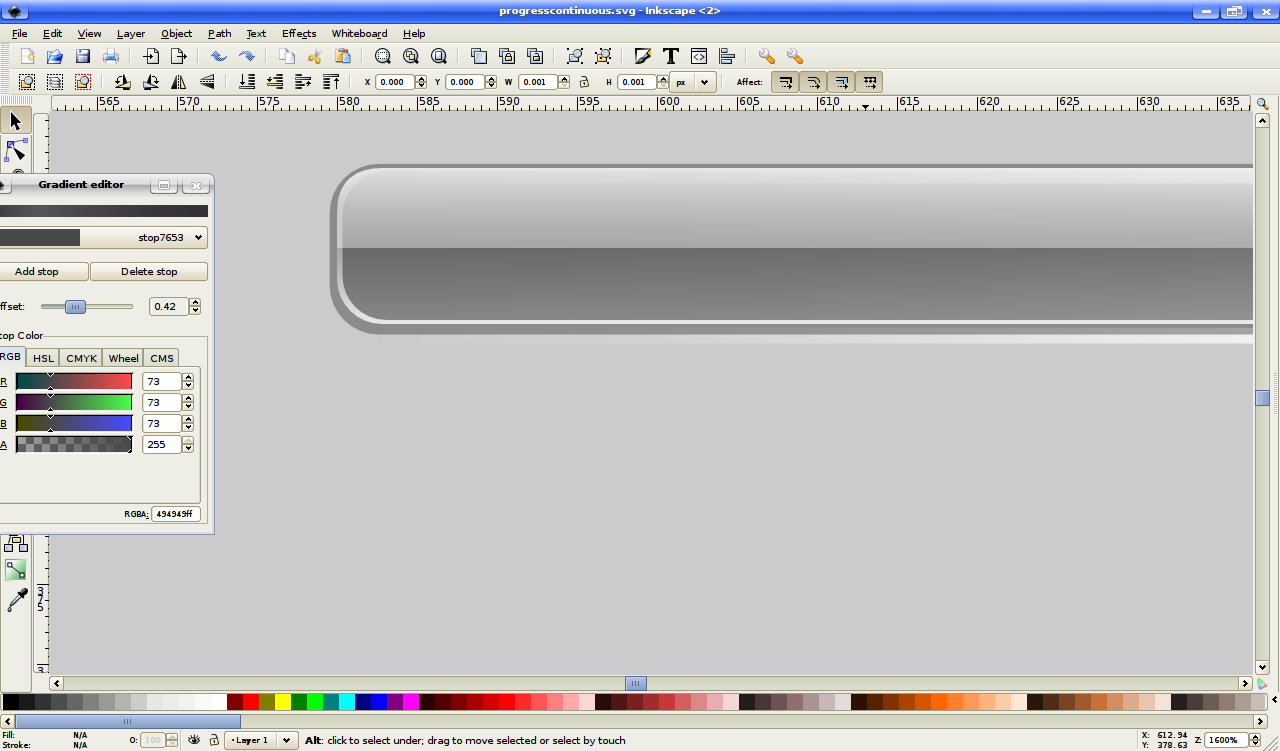 progresscontinuous.svg - Inkscape <2>
File Edit View Layer Object Path Text Effects Whiteboard Help
X 0.000 Y 0.000 W 0.001 H 0.001 px Affect:
565 570 575 580 585 590 595 600 605 610 615 620 625 630 635
Gradient editor
stop7653
Add stop Delete stop
ffset: 0.42
top Color
RGB HSL CMYK Wheel CMS
R 73
G 73
B 73
A 255
RGBA: 494949ff
3
7
5
Fill: N/A
Stroke: N/A
O: 100
Layer 1
Alt: click to select under; drag to move selected or select by touch
X: 612.94
Y: 378.63
Z: 1600%